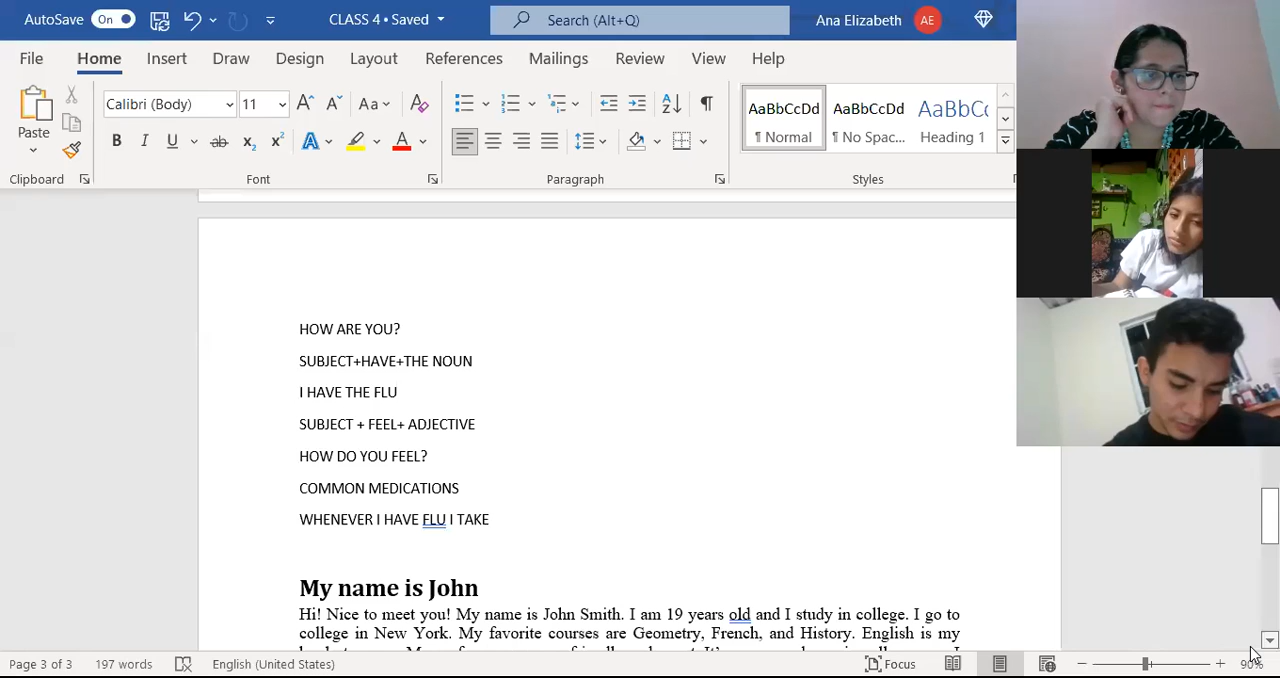 AutoSave On CLASS 4 • Saved Search (Alt+Q) Ana Elizabeth AE
File Home Insert Draw Design Layout References Mailings Review View Help
Paste Calibri (Body) 11 Aa AaBbCcDd AaBbCcDd AaBbCc
B I U ab x₂ x² A A ¶ Normal ¶ No Spac... Heading 1
Clipboard Font Paragraph Styles
HOW ARE YOU?
SUBJECT+HAVE+THE NOUN
I HAVE THE FLU
SUBJECT + FEEL+ ADJECTIVE
HOW DO YOU FEEL?
COMMON MEDICATIONS
WHENEVER I HAVE FLU I TAKE
My name is John
Hi! Nice to meet you! My name is John Smith. I am 19 years old and I study in college. I go to
college in New York. My favorite courses are Geometry, French, and History. English is my
Page 3 of 3 197 words English (United States) Focus 90%